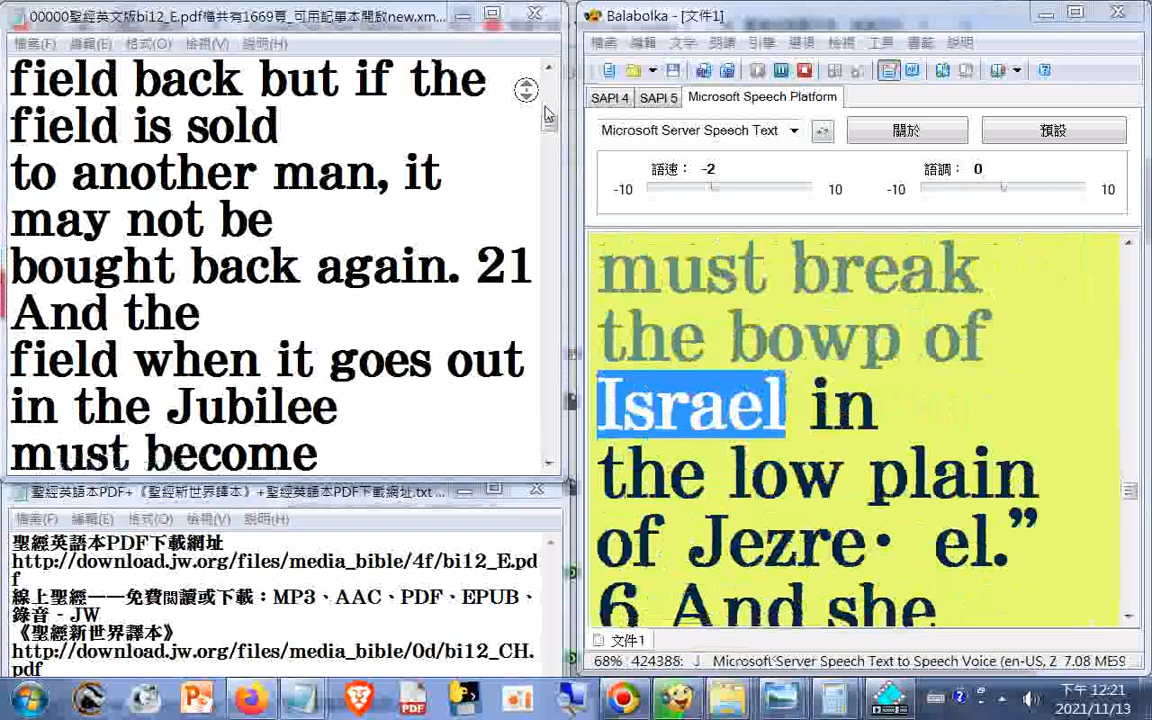 00000聖經英文版bi12_E.pdf檔共有1669頁_可用記事本開啟new.xm...
檔案(F) 編輯(E) 格式(O) 檢視(V) 說明(H)
field back but if the
field is sold
to another man, it
may not be
bought back again. 21
And the
field when it goes out
in the Jubilee
must become
聖經英語本PDF+《聖經新世界譯本》+聖經英語本PDF下載網址.txt ...
檔案(F) 編輯(E) 格式(O) 檢視(V) 說明(H)
聖經英語本PDF下載網址
http://download.jw.org/files/media_bible/4f/bi12_E.pd
f
線上聖經——免費閱讀或下載：MP3、AAC、PDF、EPUB、
錄音 - JW
《聖經新世界譯本》
http://download.jw.org/files/media_bible/0d/bi12_CH.
pdf
Balabolka - [文件1]
檔案 編輯 文字 朗讀 引擎 選項 檢視 工具 書籤 說明
SAPI 4 SAPI 5 Microsoft Speech Platform
Microsoft Server Speech Text 關於 預設
語速： -2 語調： 0
-10 10 -10 10
must break
the bowp of
Israel in
the low plain
of Jezre· el.”
6 And she
文件1
68% 424388: Microsoft Server Speech Text to Speech Voice (en-US, Z 7.08 ME59
PDF
下午 12:21
2021/11/13